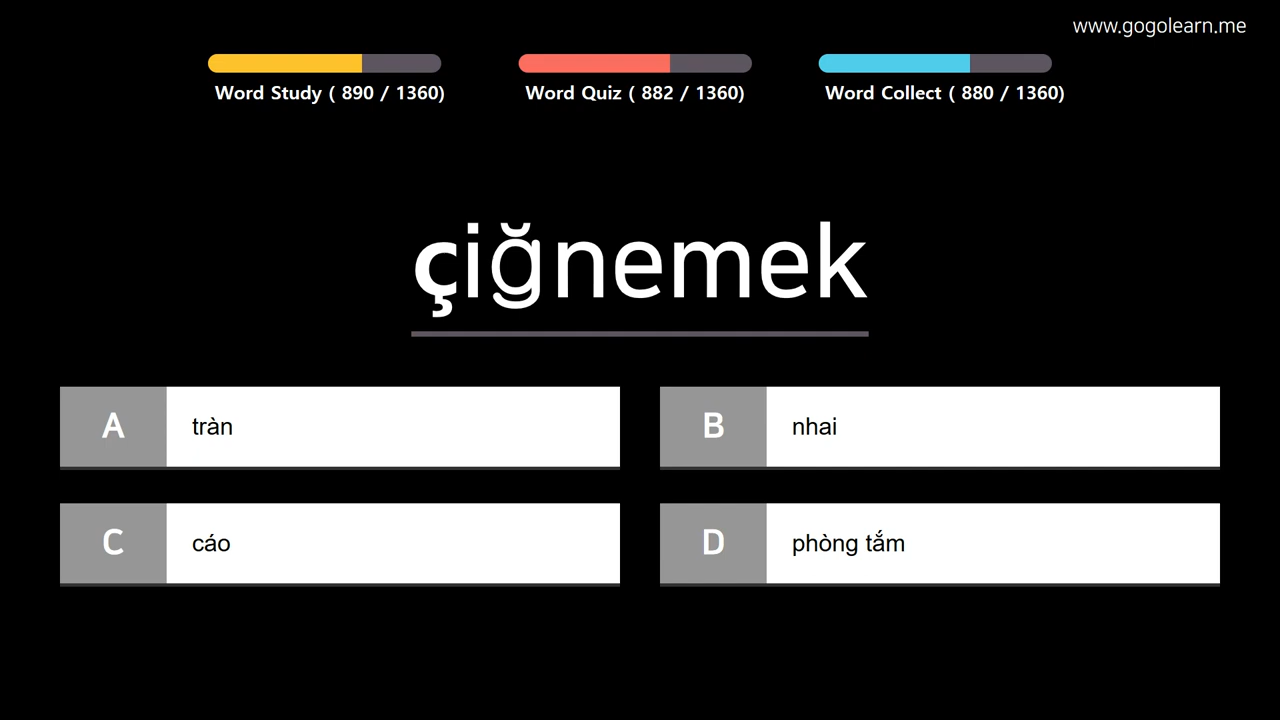 www.gogolearn.me
Word Study ( 890 / 1360)
Word Quiz ( 882 / 1360)
Word Collect ( 880 / 1360)
çiğnemek
A tràn
B nhai
C cáo
D phòng tắm